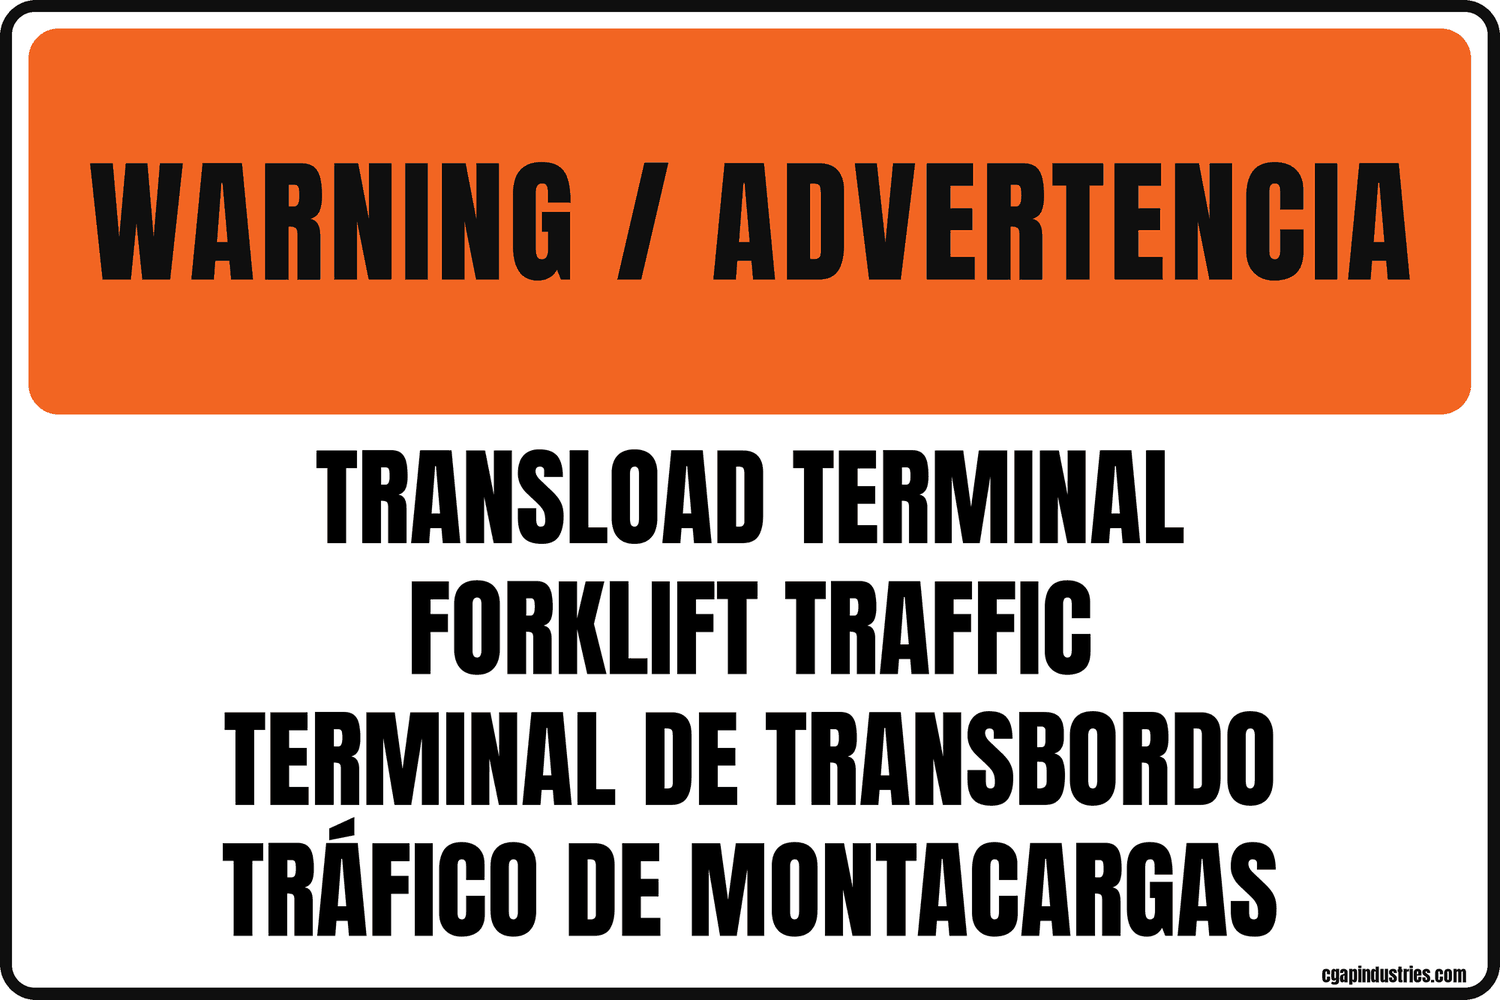 WARNING / ADVERTENCIA
TRANSLOAD TERMINAL
FORKLIFT TRAFFIC
TERMINAL DE TRANSBORDO
TRÁFICO DE MONTACARGAS
cgapindustries.com